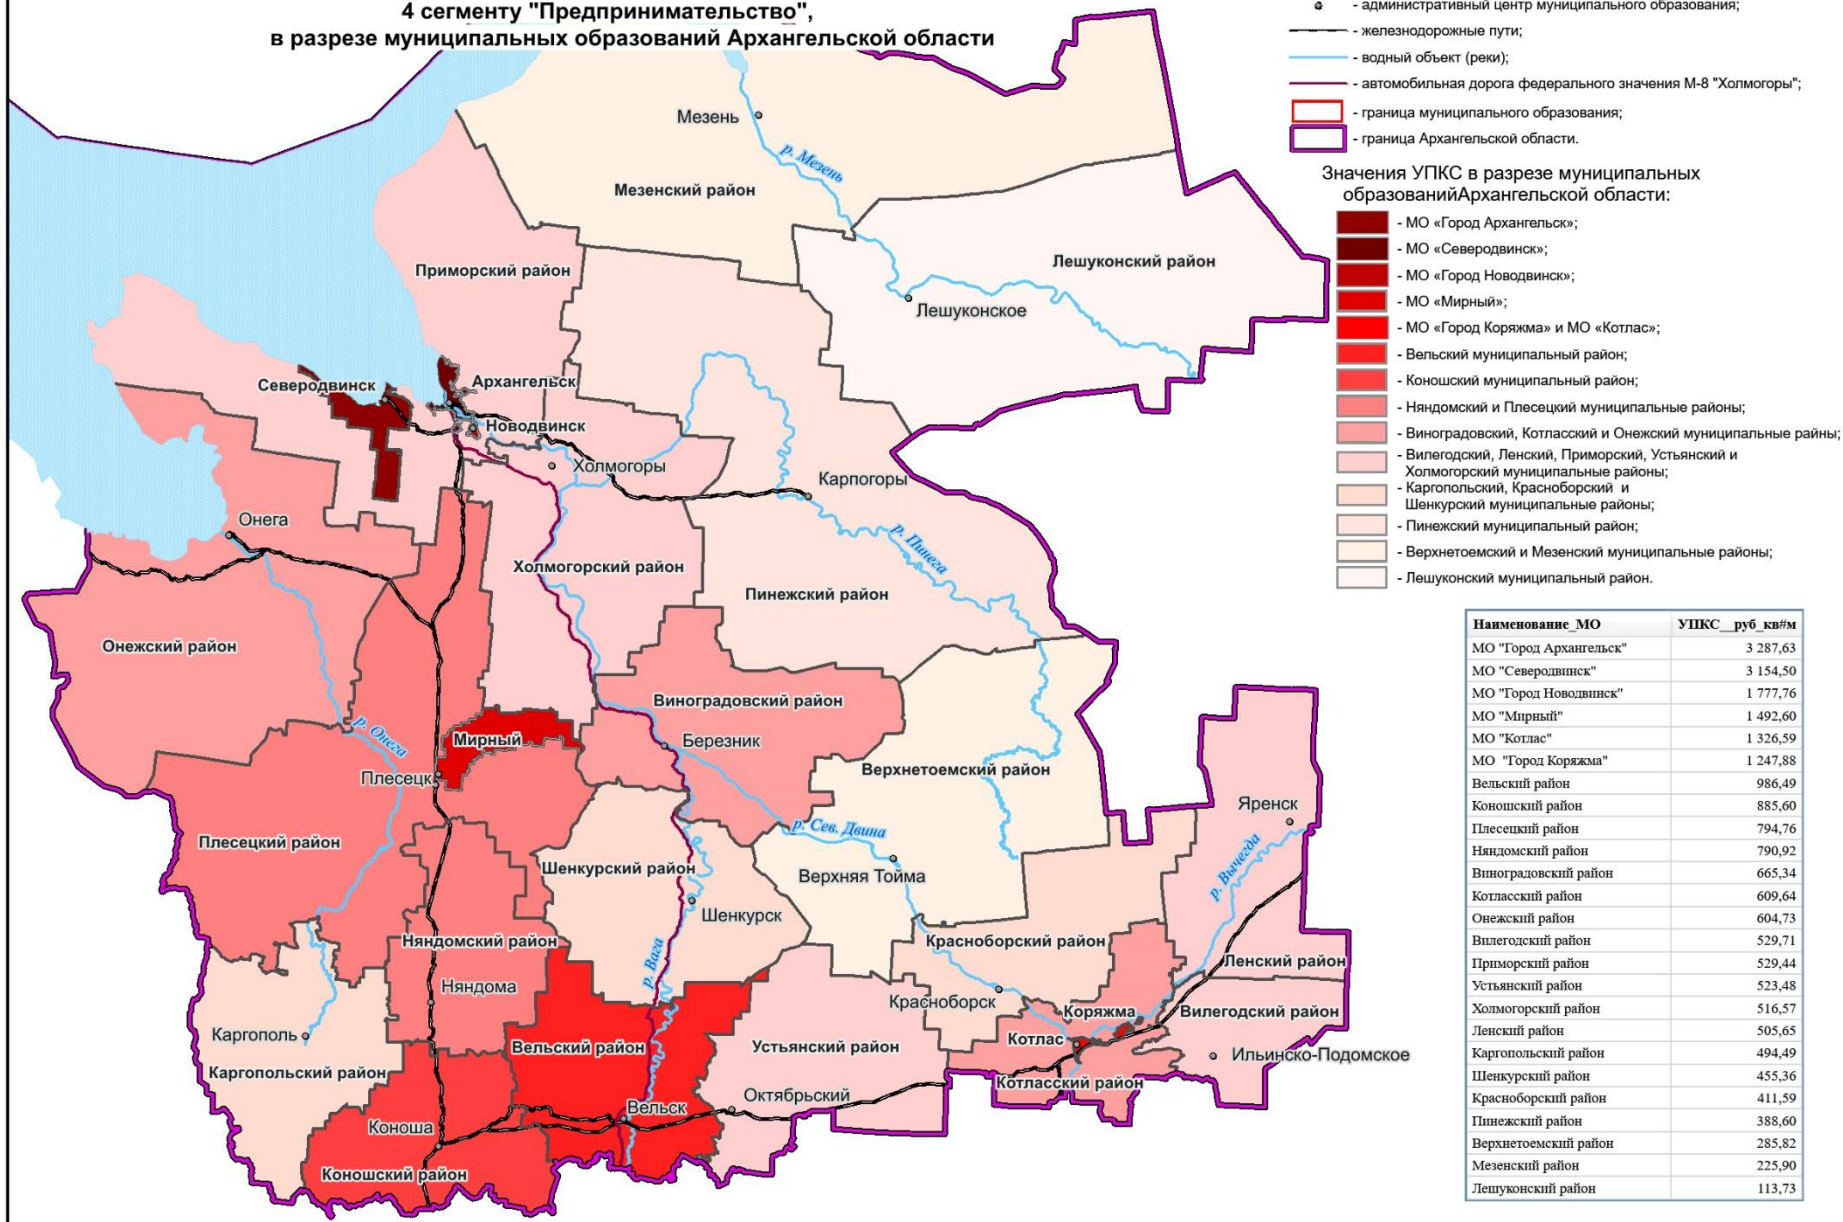 4 сегменту "Предпринимательство",
в разрезе муниципальных образований Архангельской области
- административный центр муниципального образования;
- железнодорожные пути;
- водный объект (реки);
- автомобильная дорога федерального значения М-8 "Холмогоры";
- граница муниципального образования;
- граница Архангельской области.
Значения УПКС в разрезе муниципальных
образованийАрхангельской области:
- МО «Город Архангельск»;
- МО «Северодвинск»;
- МО «Город Новодвинск»;
- МО «Мирный»;
- МО «Город Коряжма» и МО «Котлас»;
- Вельский муниципальный район;
- Коношский муниципальный район;
- Няндомский и Плесецкий муниципальные районы;
- Виноградовский, Котласский и Онежский муниципальные райны;
- Вилегодский, Ленский, Приморский, Устьянский и
Холмогорский муниципальные районы;
- Каргопольский, Красноборский и
Шенкурский муниципальные районы;
- Пинежский муниципальный район;
- Верхнетоемский и Мезенский муниципальные районы;
- Лешуконский муниципальный район.
Мезень
р. Мезень
Мезенский район
Приморский район
Лешуконский район
Лешуконское
Северодвинск
Архангельск
Новодвинск
Холмогоры
Карпогоры
Онега
р. Пинега
Холмогорский район
Пинежский район
Онежский район
Виноградовский район
р. Онега
Мирный
Березник
Плесецк
Верхнетоемский район
Яренск
р. Сев. Двина
Плесецкий район
р. Вычегда
Шенкурский район
Верхняя Тойма
Шенкурск
Няндомский район
Красноборский район
р. Вага
Ленский район
Няндома
Красноборск
Коряжма
Вилегодский район
Каргополь
Вельский район
Устьянский район
Котлас
Ильинско-Подомское
Каргопольский район
Котласский район
Октябрьский
Вельск
Коноша
Коношский район
Наименование_МО УПКС__руб_кв#м
МО "Город Архангельск" 3 287,63
МО "Северодвинск" 3 154,50
МО "Город Новодвинск" 1 777,76
МО "Мирный" 1 492,60
МО "Котлас" 1 326,59
МО "Город Коряжма" 1 247,88
Вельский район 986,49
Коношский район 885,60
Плесецкий район 794,76
Няндомский район 790,92
Виноградовский район 665,34
Котласский район 609,64
Онежский район 604,73
Вилегодский район 529,71
Приморский район 529,44
Устьянский район 523,48
Холмогорский район 516,57
Ленский район 505,65
Каргопольский район 494,49
Шенкурский район 455,36
Красноборский район 411,59
Пинежский район 388,60
Верхнетоемский район 285,82
Мезенский район 225,90
Лешуконский район 113,73